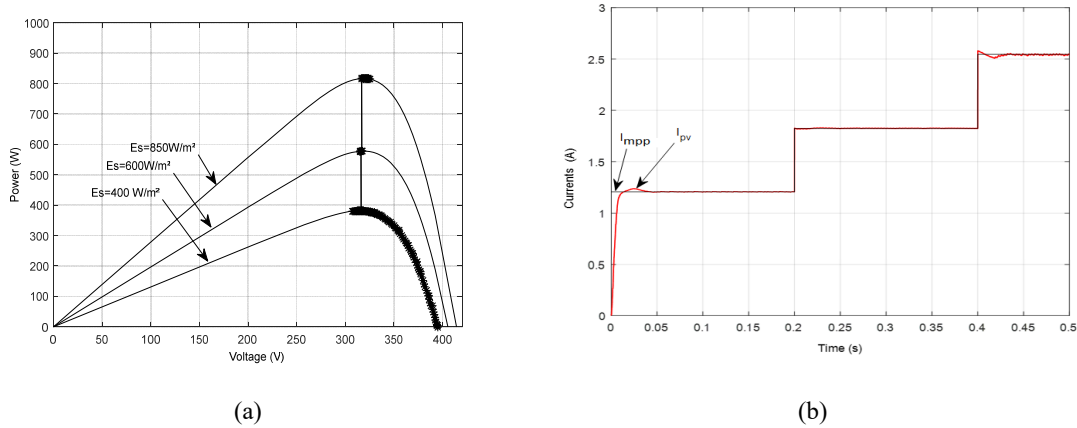 1000
900
800
700
600
500
400
300
200
100
0
Power (W)
Es=850W/m²
Es=600W/m²
Es=400 W/m²
0 50 100 150 200 250 300 350 400
Voltage (V)
(a)
3
2.5
2
1.5
1
0.5
0
Currents (A)
Impp
Ipv
0 0.05 0.1 0.15 0.2 0.25 0.3 0.35 0.4 0.45 0.5
Time (s)
(b)